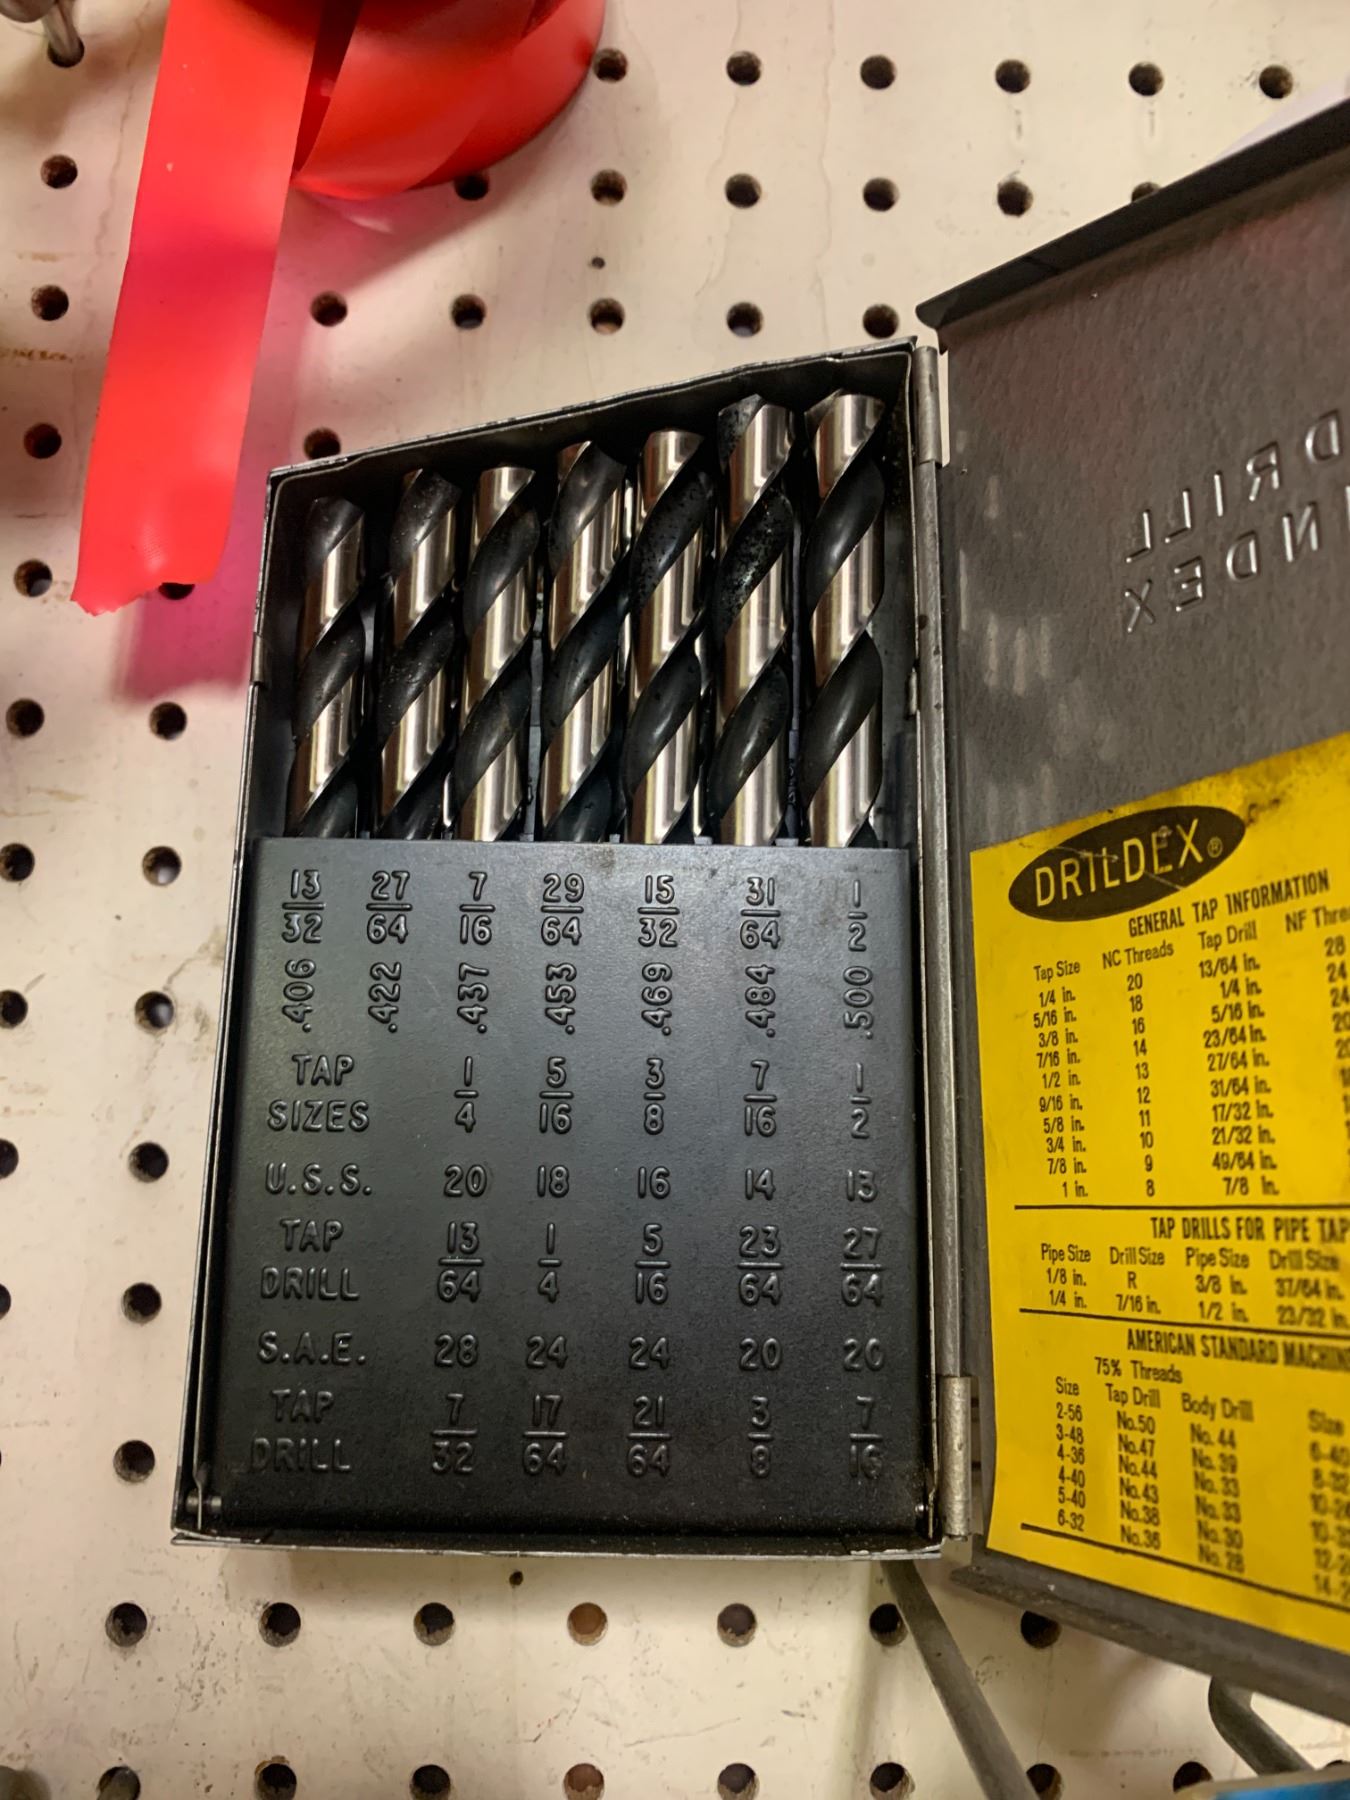 13/32 27/64 7/16 29/64 15/32 31/64 1/2
.406 .422 .437 .453 .469 .484 .500
TAP SIZES 1/4 5/16 3/8 7/16 1/2
U.S.S. 20 18 16 14 13
TAP DRILL 13/64 1/4 5/16 23/64 27/64
S.A.E. 28 24 24 20 20
TAP DRILL 7/32 17/64 21/64 3/8 7/16
DRILL
INDEX
DRILDEX®
GENERAL TAP INFORMATION
Tap Size NC Threads Tap Drill NF
1/4 in. 20 13/64 in. 28
5/16 in. 18 1/4 in. 24
3/8 in. 16 5/16 in. 24
7/16 in. 14 23/64 in.
1/2 in. 13 27/64 in.
9/16 in. 12 31/64 in.
5/8 in. 11 17/32 in.
3/4 in. 10 21/32 in.
7/8 in. 9 49/64 in.
1 in. 8 7/8 in.
TAP DRILLS FOR PIPE TAP
Pipe Size Drill Size Pipe Size Drill Size
1/8 in. R 3/8 in. 37/64 in.
1/4 in. 7/16 in. 1/2 in. 23/32 in.
AMERICAN STANDARD
75% Threads
Size Tap Drill Body Drill Size
2-56 No.50 No.44
3-48 No.47 No.39
4-36 No.44 No.33
4-40 No.43 No.33
5-40 No.38 No.30
6-32 No.36 No.28